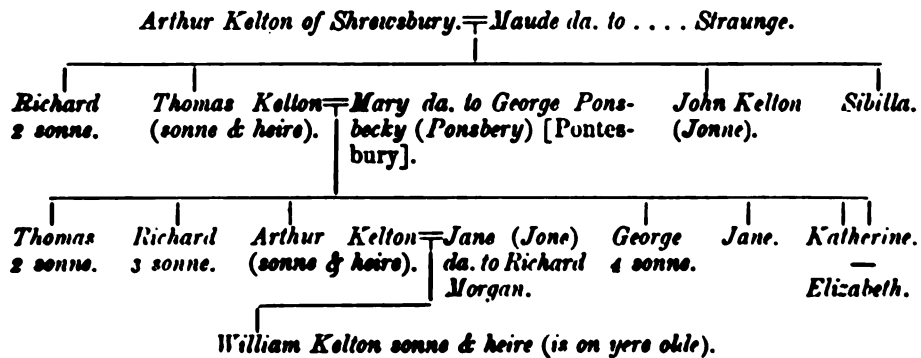 Arthur Kelton of Shrewsbury. = Maude da. to .... Straunge.
Richard 2 sonne.
Thomas Kelton (sonne & heire). = Mary da. to George Ponsbecky (Ponsbery) [Pontesbury].
John Kelton (Jonne).
Sibilla.
Thomas 2 sonne.
Richard 3 sonne.
Arthur Kelton (sonne & heire). = Jane (Jone) da. to Richard Morgan.
George 4 sonne.
Jane.
Katherine.
—
Elizabeth.
William Kelton sonne & heire (is on yere olde).